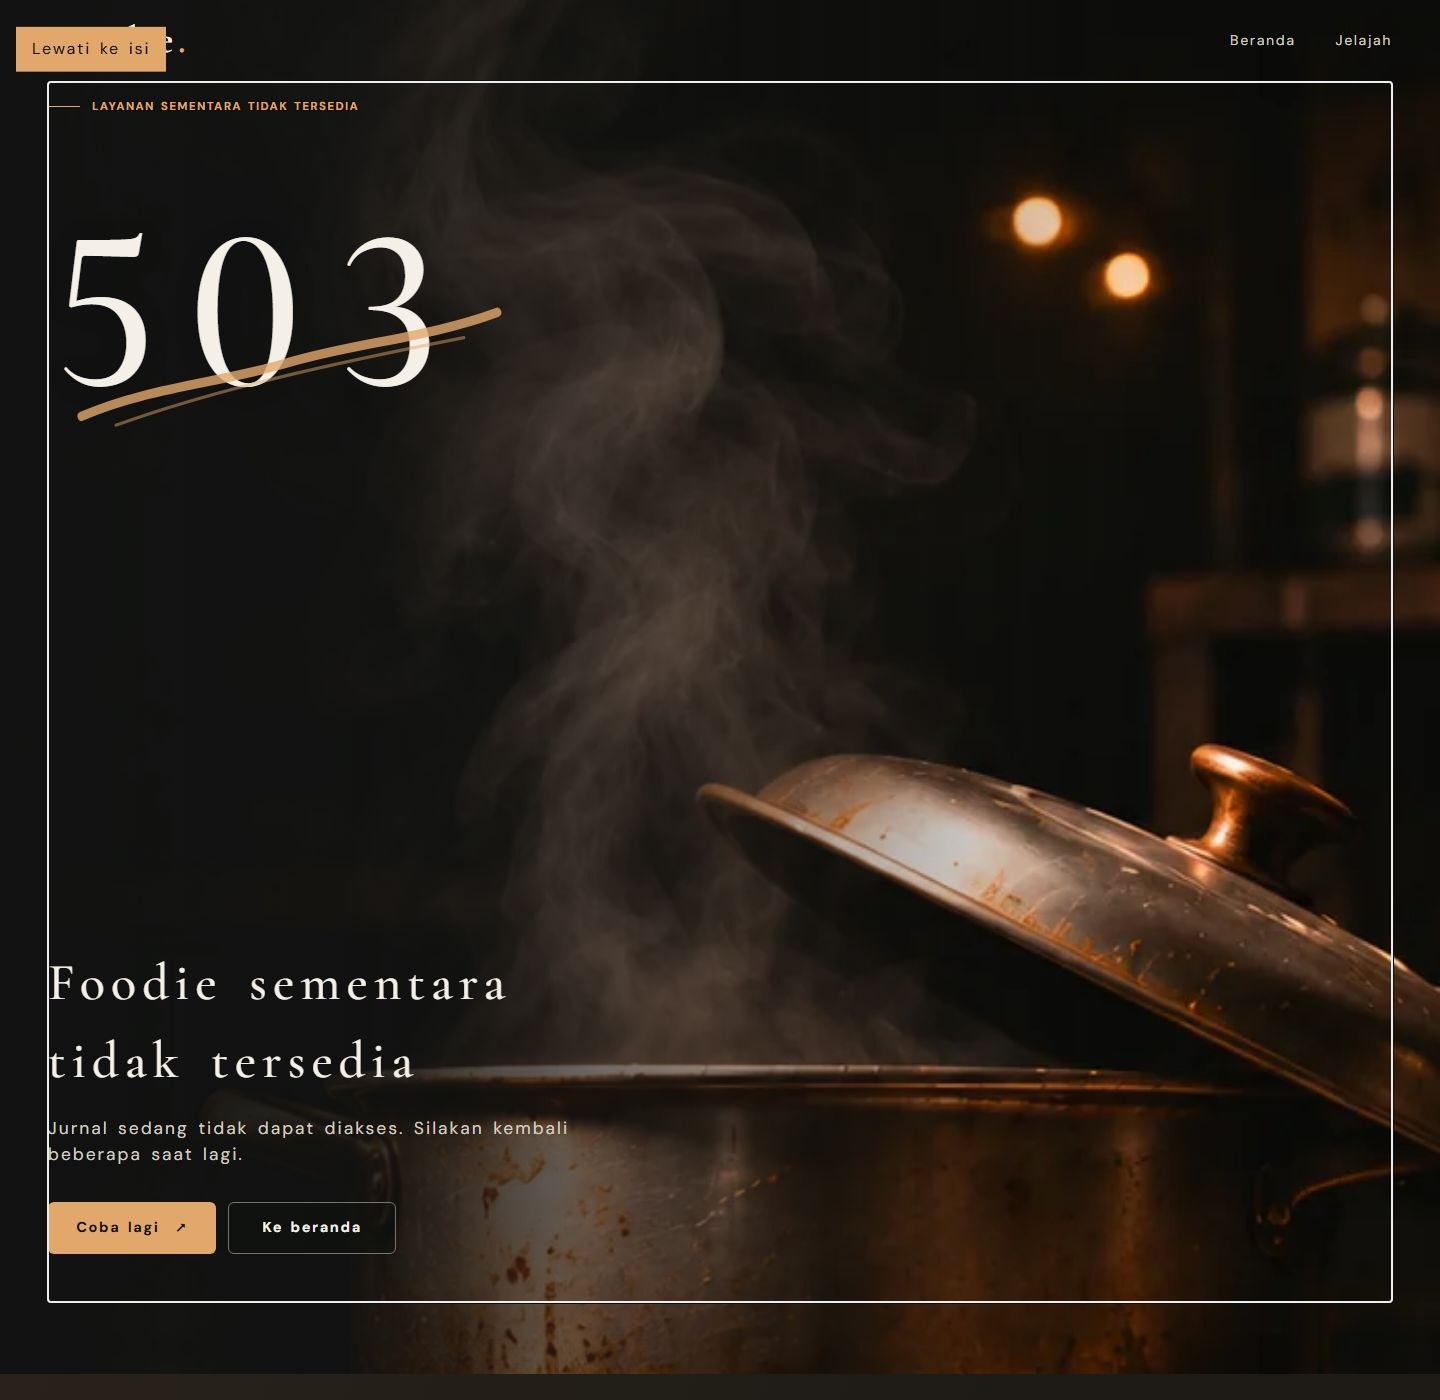 Lewati ke isi
Beranda
Jelajah
LAYANAN SEMENTARA TIDAK TERSEDIA
503
Foodie sementara
tidak tersedia
Jurnal sedang tidak dapat diakses. Silakan kembali
beberapa saat lagi.
Coba lagi ↗
Ke beranda